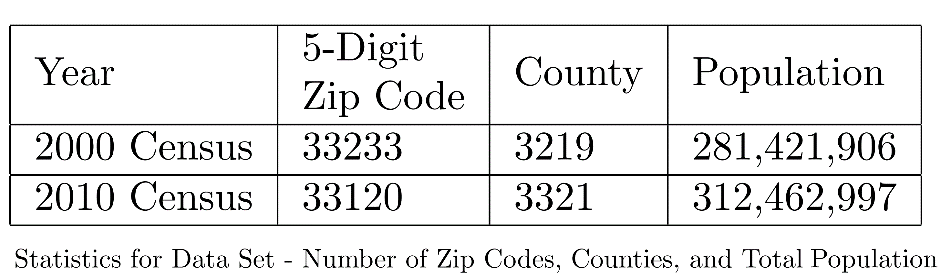 Year 5-Digit Zip Code County Population
2000 Census 33233 3219 281,421,906
2010 Census 33120 3321 312,462,997
Statistics for Data Set - Number of Zip Codes, Counties, and Total Population